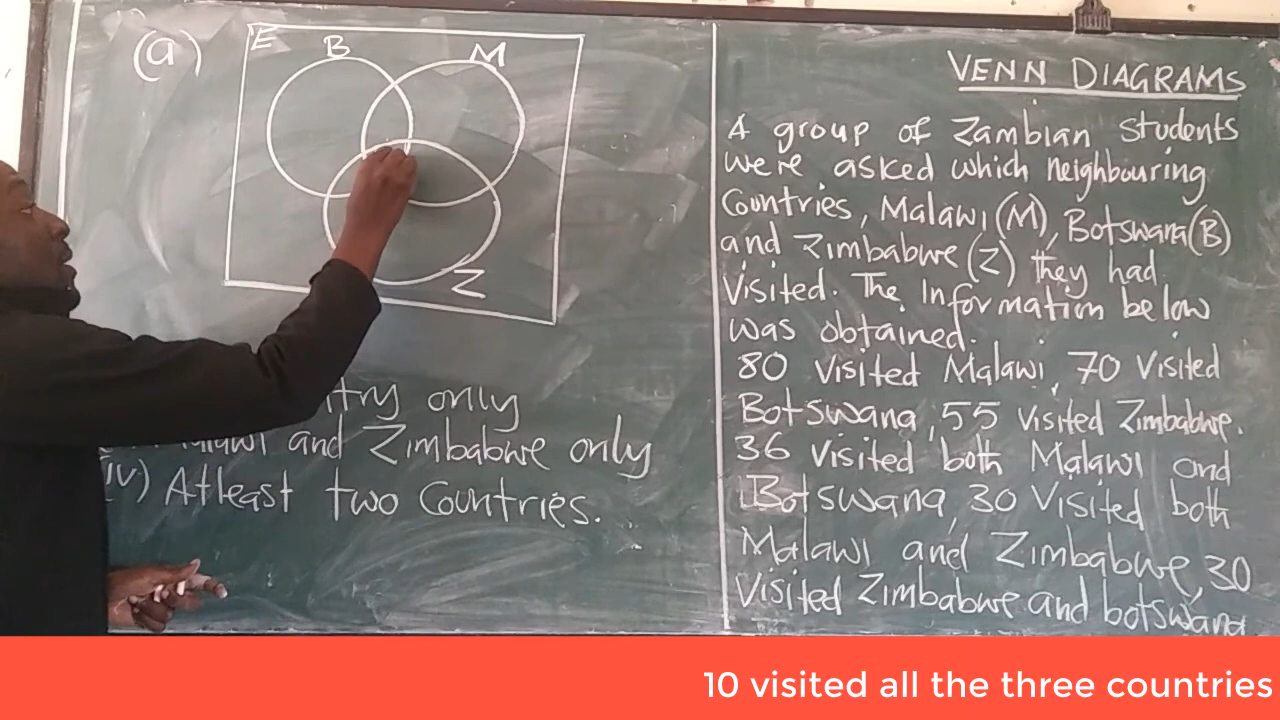 (a)
E
B
M
Z
only
and Zimbabwe only
(iv) Atleast two Countries.
VENN DIAGRAMS
A group of Zambian students
were asked which neighbouring
Countries, Malawi (M), Botswana (B)
and Zimbabwe (Z) they had
visited. The Information below
was obtained.
80 visited Malawi, 70 visited
Botswana, 55 visited Zimbabwe.
36 visited both Malawi and
Botswana, 30 visited both
Malawi and Zimbabwe, 30
visited Zimbabwe and botswana
10 visited all the three countries